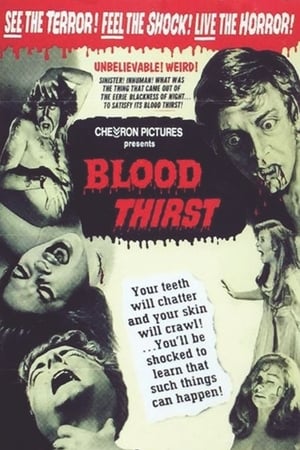 SEE THE TERROR! FEEL THE SHOCK! LIVE THE HORROR!
UNBELIEVABLE! WEIRD!
SINISTER! INHUMAN! WHAT WAS
THE THING THAT CAME OUT OF
THE EERIE BLACKNESS OF NIGHT...
TO SATISFY ITS BLOOD THIRST!
CHEVRON PICTURES
presents
BLOOD
THIRST
Your teeth
will chatter
and your skin
will crawl!
...You'll be
shocked to
learn that
such things
can happen!